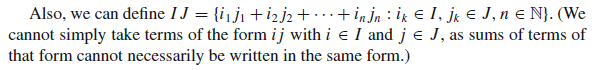 Also, we can define IJ = {i₁j₁ + i₂j₂ + · · · + iₙjₙ : iₖ ∈ I, jₖ ∈ J, n ∈ ℕ}. (We
cannot simply take terms of the form ij with i ∈ I and j ∈ J, as sums of terms of
that form cannot necessarily be written in the same form.)